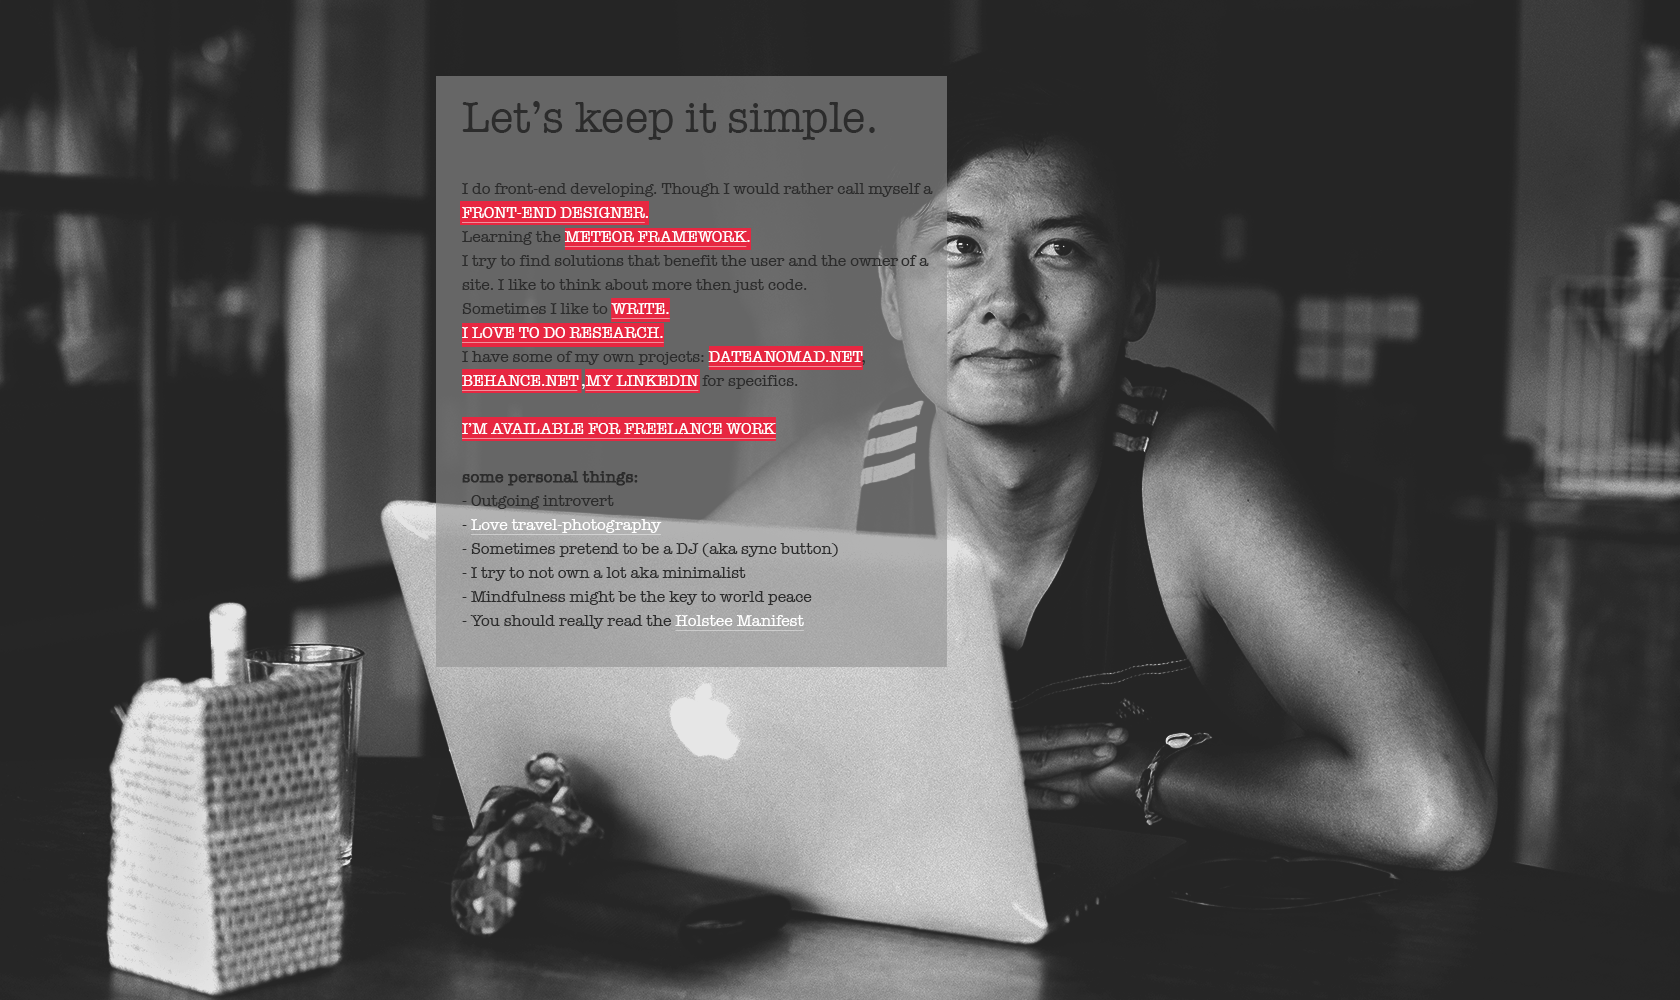 Let's keep it simple.
I do front-end developing. Though I would rather call myself a
FRONT-END DESIGNER.
Learning the METEOR FRAMEWORK.
I try to find solutions that benefit the user and the owner of a
site. I like to think about more then just code.
Sometimes I like to WRITE.
I LOVE TO DO RESEARCH.
I have some of my own projects: DATEANOMAD.NET.
BEHANCE.NET ,MY LINKEDIN for specifics.
I'M AVAILABLE FOR FREELANCE WORK
some personal things:
- Outgoing introvert
- Love travel-photography
- Sometimes pretend to be a DJ (aka sync button)
- I try to not own a lot aka minimalist
- Mindfulness might be the key to world peace
- You should really read the Holstee Manifest